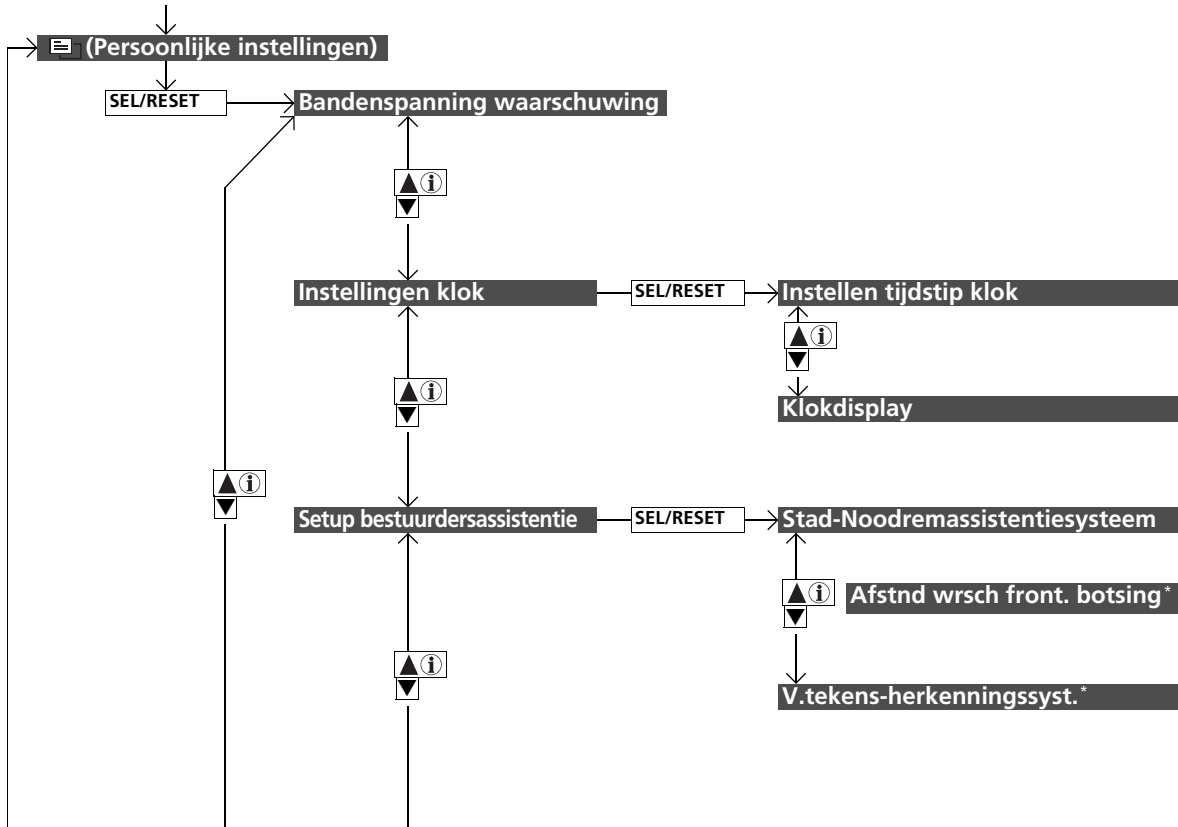 (Persoonlijke instellingen)
SEL/RESET
Bandenspanning waarschuwing
i
Instellingen klok
SEL/RESET
Instellen tijdstip klok
i
Klokdisplay
i
i
Setup bestuurdersassistentie
SEL/RESET
Stad-Noodremassistentiesysteem
i
Afstnd wrsch front. botsing*
i
V.tekens-herkenningssyst.*